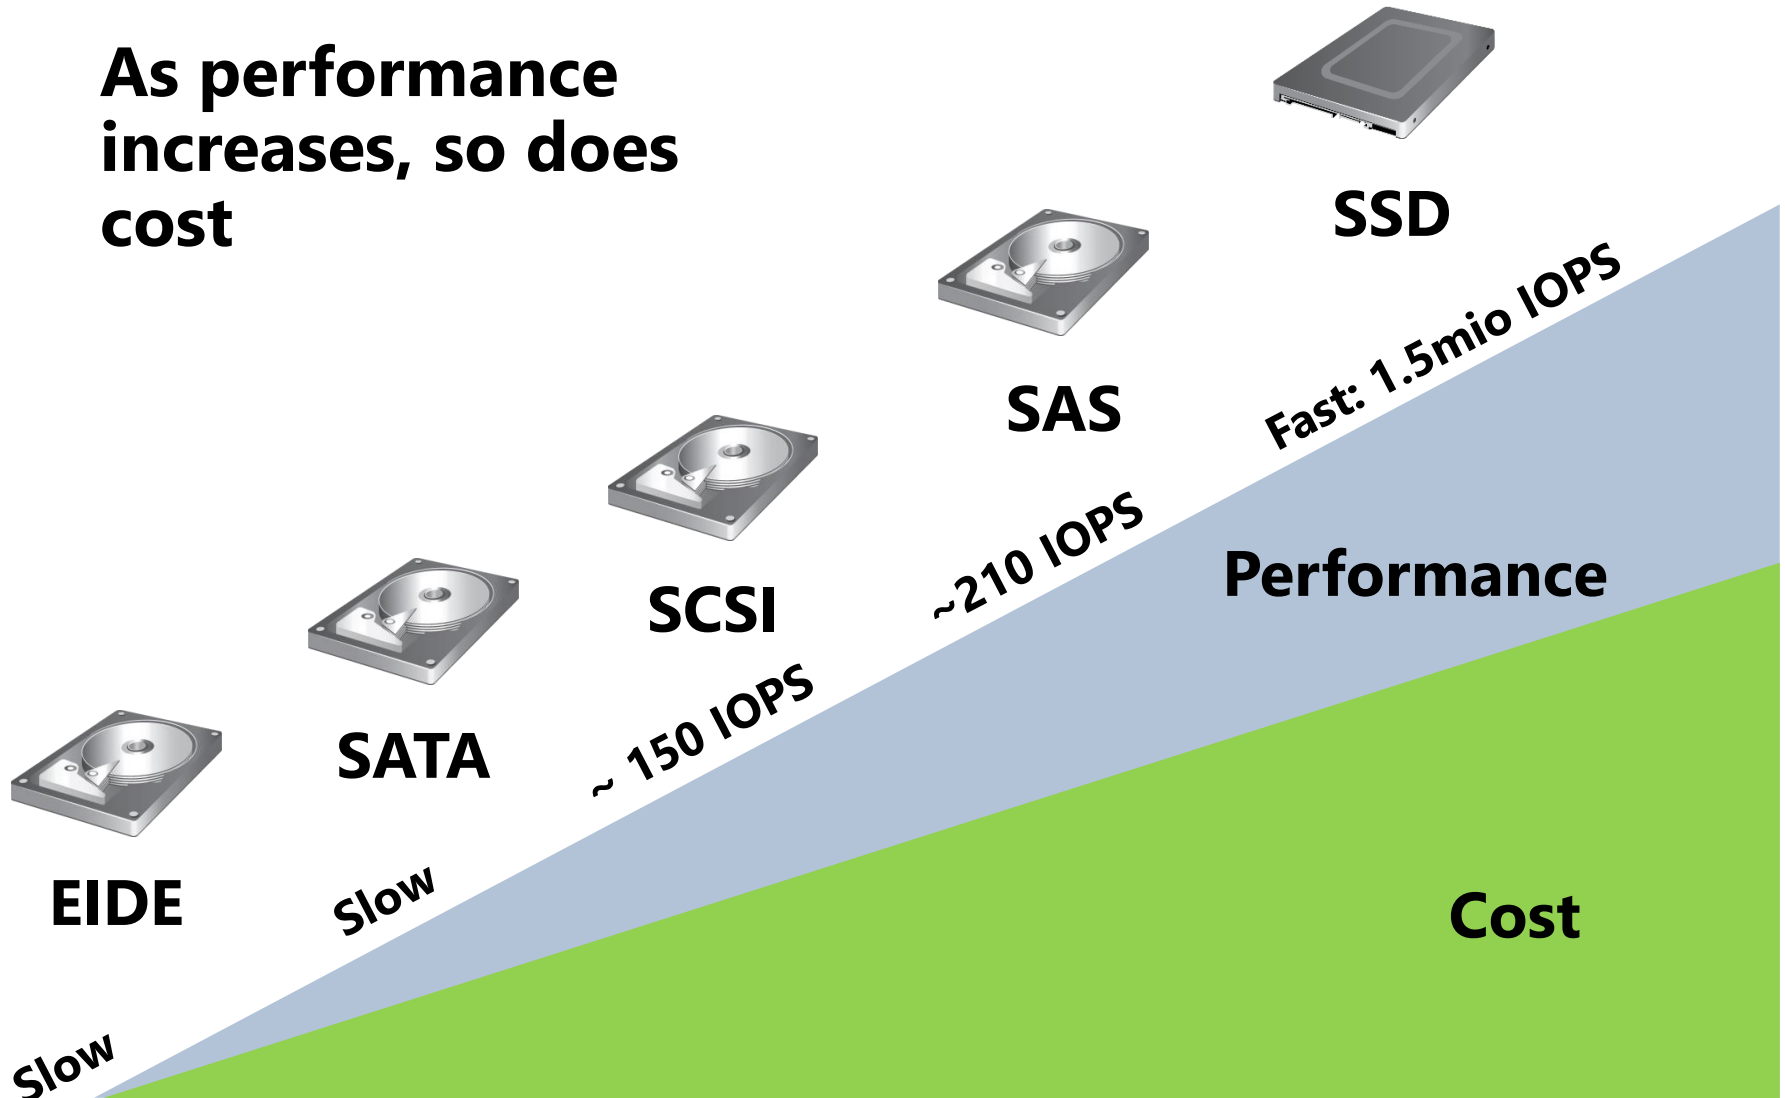 As performance
increases, so does
cost
SSD
Fast: 1.5mio IOPS
SAS
~210 IOPS
SCSI
~ 150 IOPS
SATA
Slow
EIDE
Slow
Performance
Cost